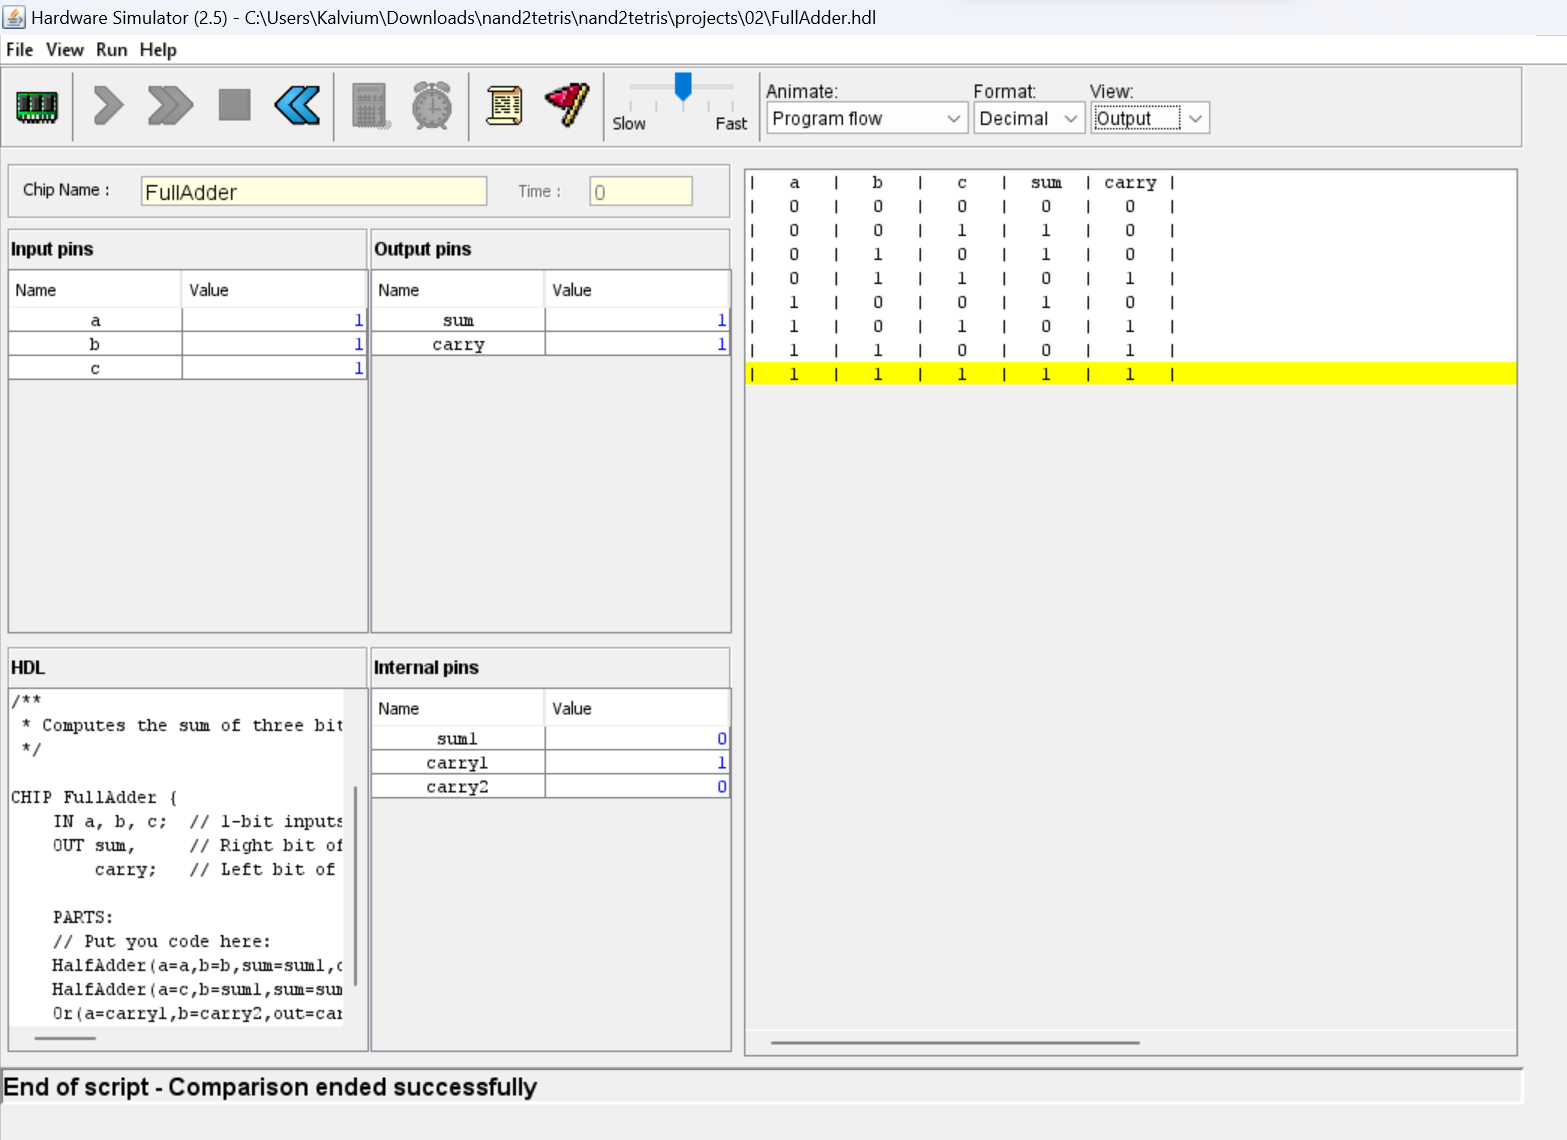 Hardware Simulator (2.5) - C:\Users\Kalvium\Downloads\nand2tetris\nand2tetris\projects\02\FullAdder.hdl
File View Run Help
Slow Fast
Animate: Format: View:
Program flow Decimal Output
Chip Name : FullAdder Time : 0
Input pins
Name Value
a 1
b 1
c 1
Output pins
Name Value
sum 1
carry 1
HDL
/**
 * Computes the sum of three bit
 */
CHIP FullAdder {
    IN a, b, c;  // 1-bit inputs
    OUT sum,     // Right bit of
        carry;   // Left bit of
    PARTS:
    // Put you code here:
    HalfAdder(a=a,b=b,sum=sum1,c
    HalfAdder(a=c,b=sum1,sum=sum
    Or(a=carry1,b=carry2,out=car
Internal pins
Name Value
sum1 0
carry1 1
carry2 0
| a | b | c | sum | carry |
| 0 | 0 | 0 | 0 | 0 |
| 0 | 0 | 1 | 1 | 0 |
| 0 | 1 | 0 | 1 | 0 |
| 0 | 1 | 1 | 0 | 1 |
| 1 | 0 | 0 | 1 | 0 |
| 1 | 0 | 1 | 0 | 1 |
| 1 | 1 | 0 | 0 | 1 |
| 1 | 1 | 1 | 1 | 1 |
End of script - Comparison ended successfully